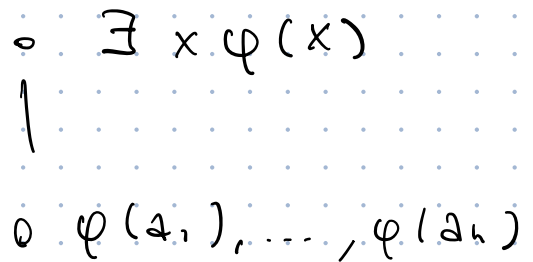 ∃ x φ(x)
φ(a₁), ..., φ(aₙ)